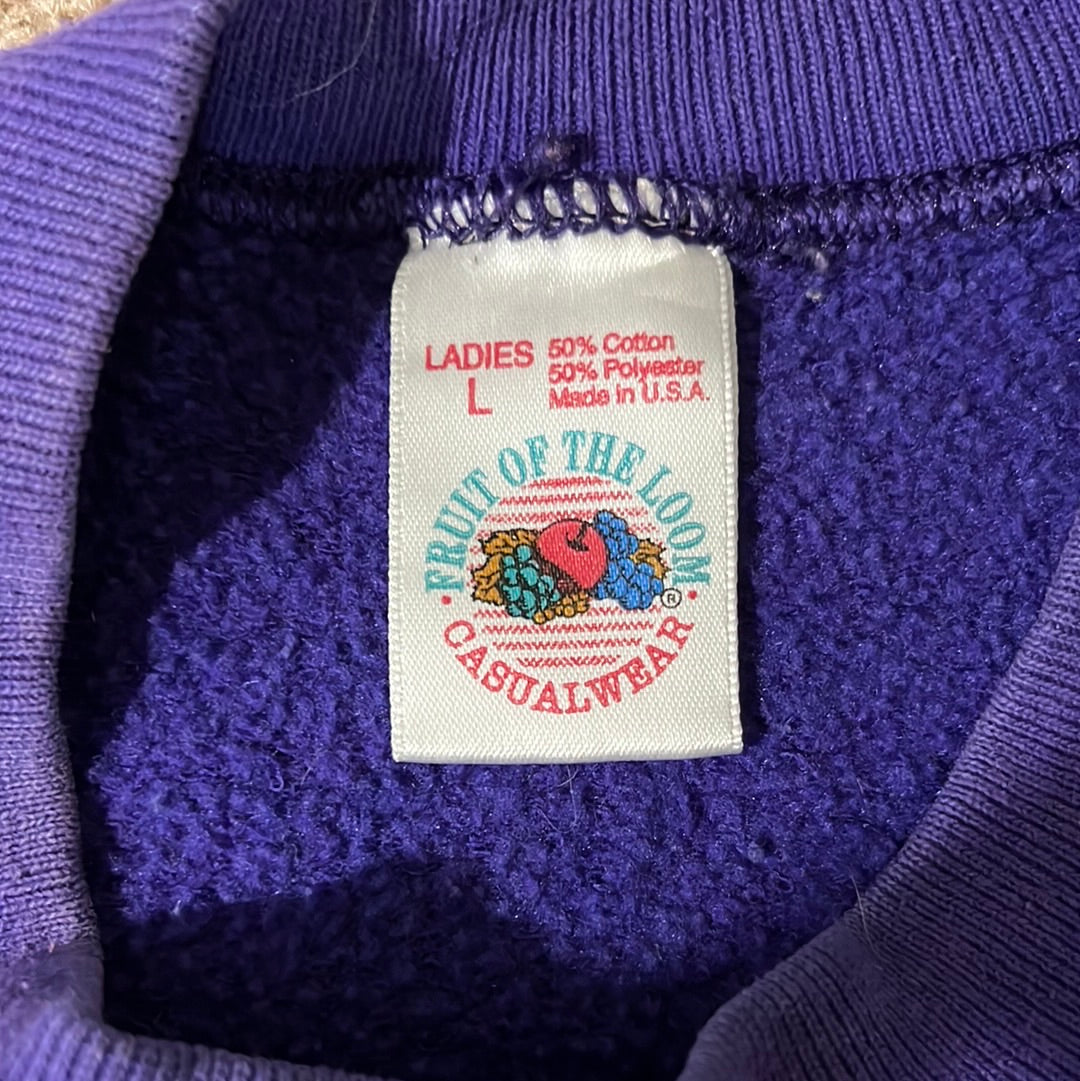 LADIES 50% Cotton
50% Polyester
L Made in U.S.A.
FRUIT OF THE LOOM
®
CASUALWEAR